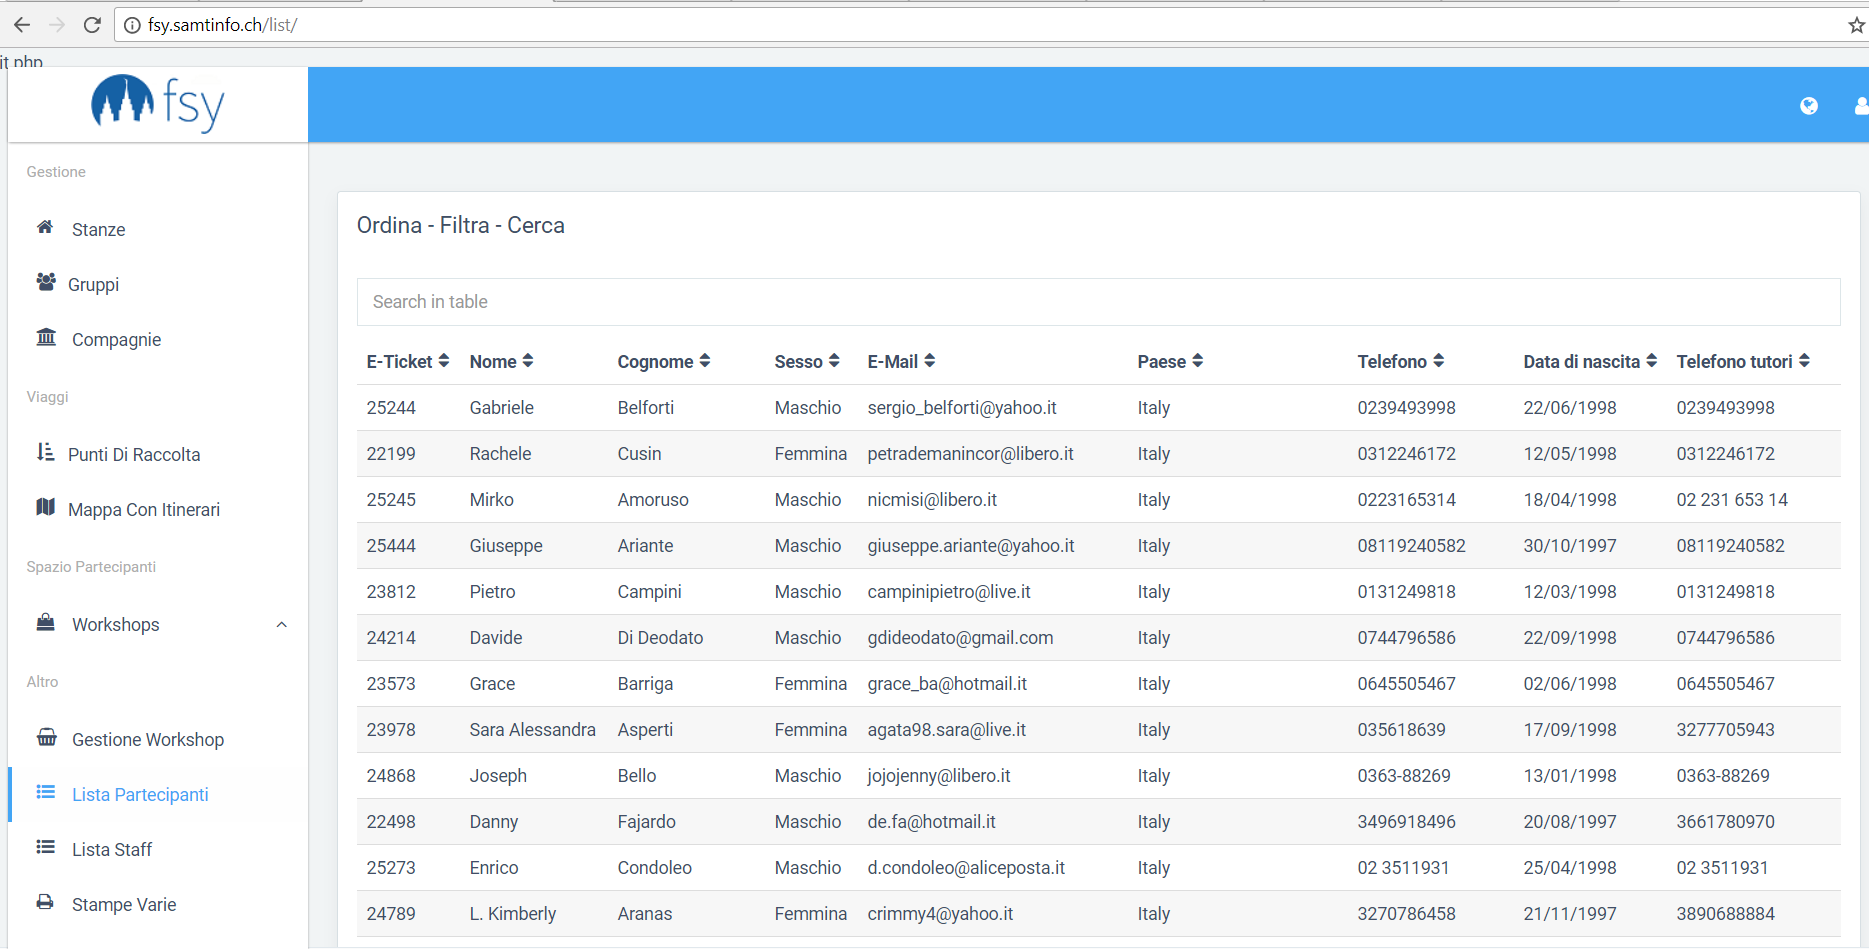 fsy.samtinfo.ch/list/
it php
fsy
Gestione
Stanze
Gruppi
Compagnie
Viaggi
Punti Di Raccolta
Mappa Con Itinerari
Spazio Partecipanti
Workshops
Altro
Gestione Workshop
Lista Partecipanti
Lista Staff
Stampe Varie
Ordina - Filtra - Cerca
Search in table
E-Ticket Nome Cognome Sesso E-Mail Paese Telefono Data di nascita Telefono tutori
25244 Gabriele Belforti Maschio sergio_belforti@yahoo.it Italy 0239493998 22/06/1998 0239493998
22199 Rachele Cusin Femmina petrademanincor@libero.it Italy 0312246172 12/05/1998 0312246172
25245 Mirko Amoruso Maschio nicmisi@libero.it Italy 0223165314 18/04/1998 02 231 653 14
25444 Giuseppe Ariante Maschio giuseppe.ariante@yahoo.it Italy 08119240582 30/10/1997 08119240582
23812 Pietro Campini Maschio campinipietro@live.it Italy 0131249818 12/03/1998 0131249818
24214 Davide Di Deodato Maschio gdideodato@gmail.com Italy 0744796586 22/09/1998 0744796586
23573 Grace Barriga Femmina grace_ba@hotmail.it Italy 0645505467 02/06/1998 0645505467
23978 Sara Alessandra Asperti Femmina agata98.sara@live.it Italy 035618639 17/09/1998 3277705943
24868 Joseph Bello Maschio jojojenny@libero.it Italy 0363-88269 13/01/1998 0363-88269
22498 Danny Fajardo Maschio de.fa@hotmail.it Italy 3496918496 20/08/1997 3661780970
25273 Enrico Condoleo Maschio d.condoleo@aliceposta.it Italy 02 3511931 25/04/1998 02 3511931
24789 L. Kimberly Aranas Femmina crimmy4@yahoo.it Italy 3270786458 21/11/1997 3890688884